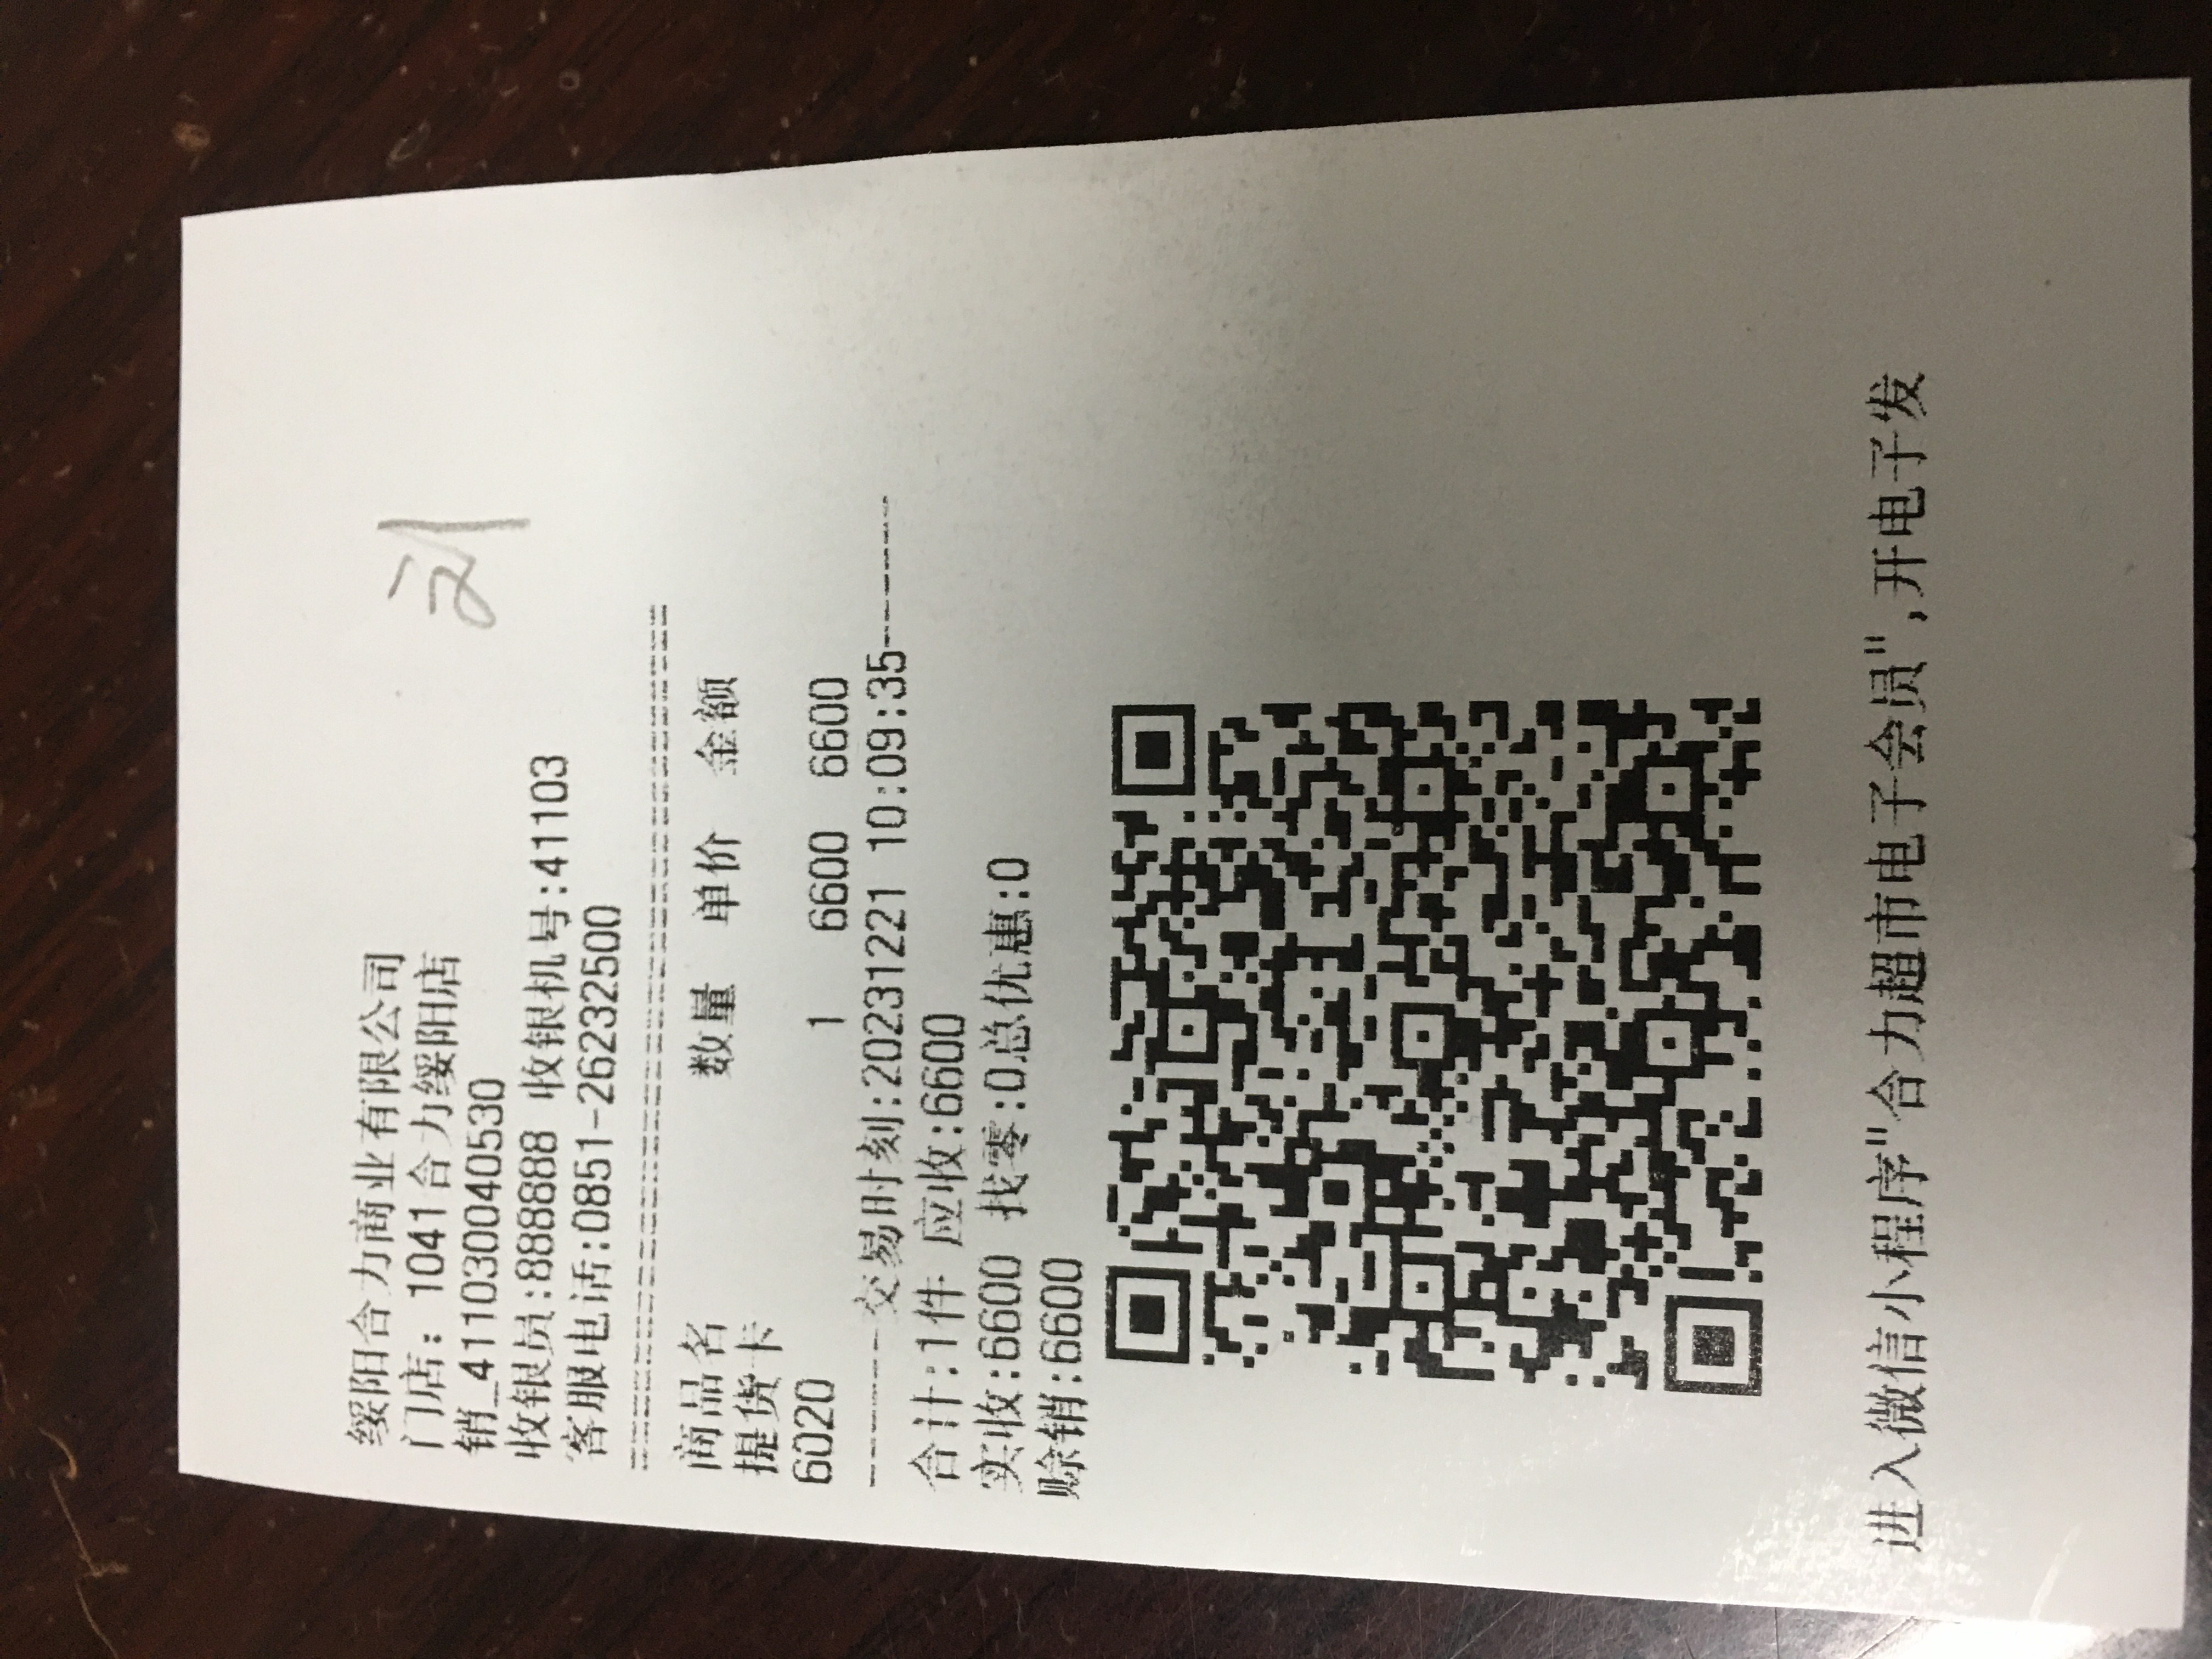 绥阳合力商业有限公司
门店: 1041合力绥阳店
销_4110300040530
收银员:888888 收银机号:41103
客服电话:0851-26232500
刘
商品名 数量 单价 金额
提货卡
6020 1 6600 6600
------交易时刻:20231221 10:09:35------
合计:1件 应收:6600
实收:6600 找零:0总优惠:0
赊销:6600
进入微信小程序"合力超市电子会员",开电子发